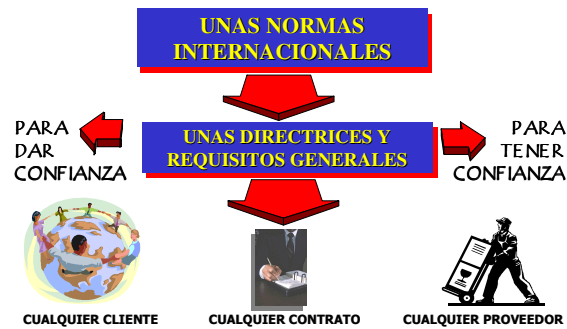 UNAS NORMAS
INTERNACIONALES
PARA
DAR
CONFIANZA
UNAS DIRECTRICES Y
REQUISITOS GENERALES
PARA
TENER
CONFIANZA
CUALQUIER CLIENTE
CUALQUIER CONTRATO
CUALQUIER PROVEEDOR